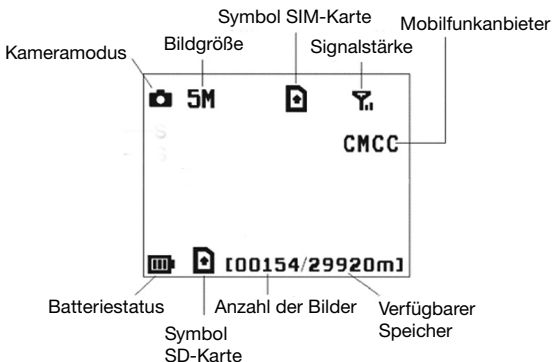 Symbol SIM-Karte
Mobilfunkanbieter
Bildgröße
Signalstärke
Kameramodus
5M
CMCC
[00154/29920m]
Batteriestatus
Anzahl der Bilder
Verfügbarer
Speicher
Symbol
SD-Karte